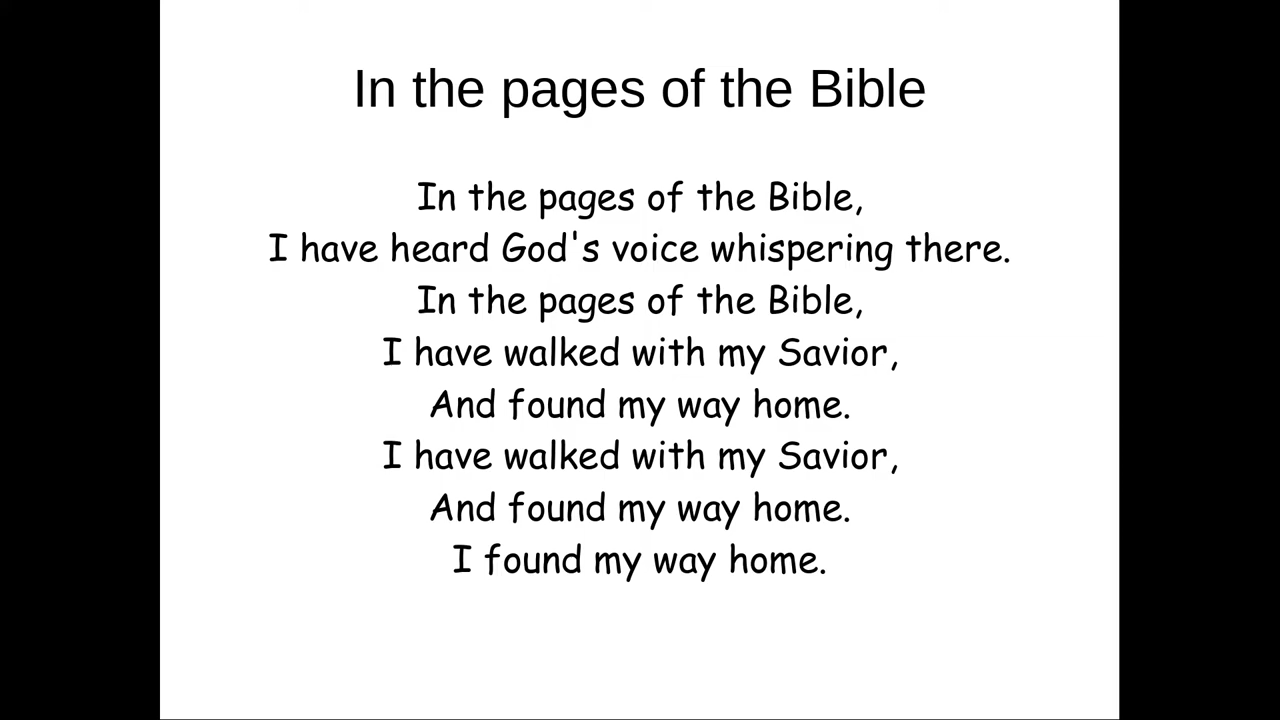 In the pages of the Bible
In the pages of the Bible,
I have heard God's voice whispering there.
In the pages of the Bible,
I have walked with my Savior,
And found my way home.
I have walked with my Savior,
And found my way home.
I found my way home.